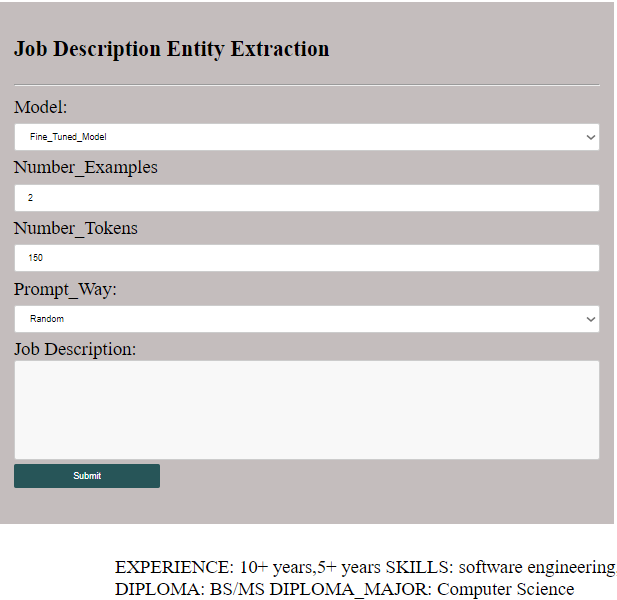 Job Description Entity Extraction
Model:
Fine_Tuned_Model
Number_Examples
2
Number_Tokens
150
Prompt_Way:
Random
Job Description:
Submit
EXPERIENCE: 10+ years,5+ years SKILLS: software engineering,
DIPLOMA: BS/MS DIPLOMA_MAJOR: Computer Science